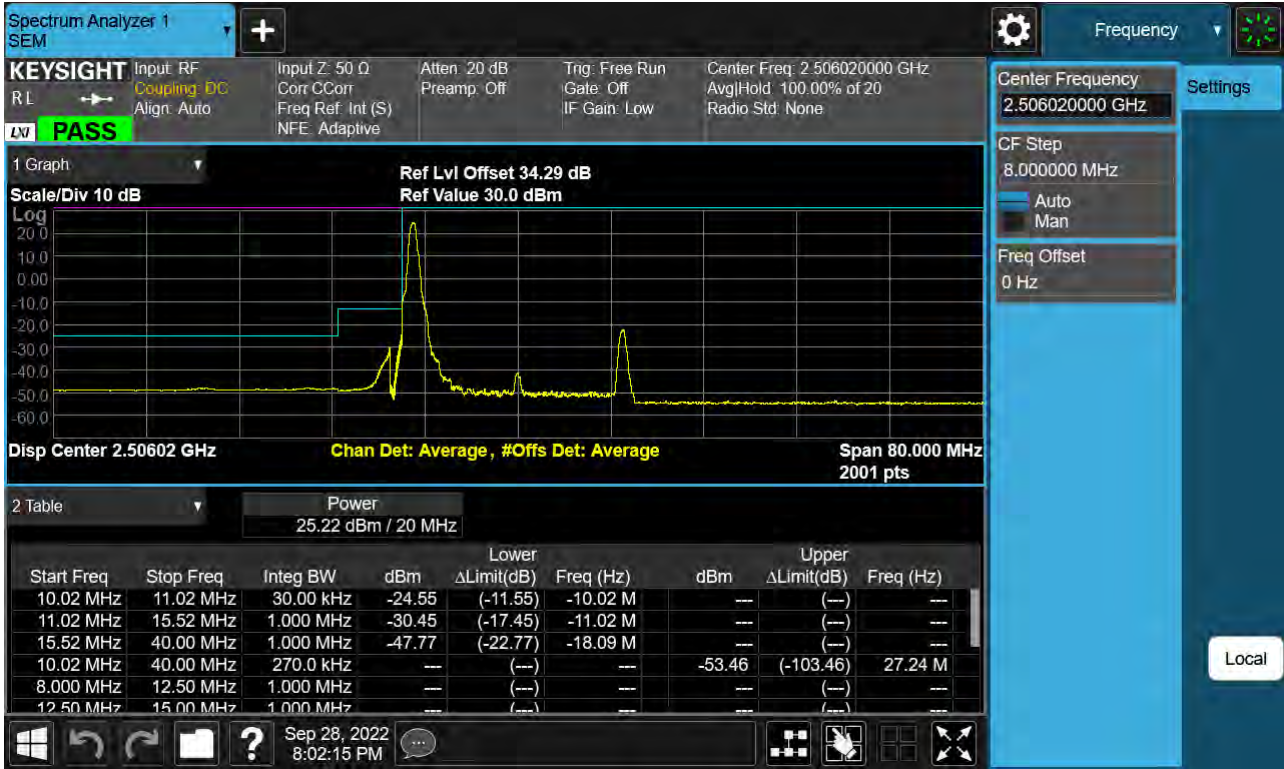 Spectrum Analyzer 1
SEM
Frequency
KEYSIGHT
RL
LXI
PASS
Input: RF
Coupling: DC
Align: Auto
Input Z: 50 Ω
Corr CCorr
Freq Ref: Int (S)
NFE: Adaptive
Atten: 20 dB
Preamp: Off
Trig: Free Run
Gate: Off
IF Gain: Low
Center Freq: 2.506020000 GHz
Avg|Hold: 100.00% of 20
Radio Std: None
Center Frequency
2.506020000 GHz
Settings
CF Step
8.000000 MHz
Auto
Man
Freq Offset
0 Hz
Local
1 Graph
Scale/Div 10 dB
Ref Lvl Offset 34.29 dB
Ref Value 30.0 dBm
Log
20.0
10.0
0.00
-10.0
-20.0
-30.0
-40.0
-50.0
-60.0
Disp Center 2.50602 GHz
Chan Det: Average, #Offs Det: Average
Span 80.000 MHz
2001 pts
2 Table
Power
25.22 dBm / 20 MHz
Lower Upper
Start Freq Stop Freq Integ BW dBm ΔLimit(dB) Freq (Hz) dBm ΔLimit(dB) Freq (Hz)
10.02 MHz 11.02 MHz 30.00 kHz -24.55 (-11.55) -10.02 M --- (---) ---
11.02 MHz 15.52 MHz 1.000 MHz -30.45 (-17.45) -11.02 M --- (---) ---
15.52 MHz 40.00 MHz 1.000 MHz -47.77 (-22.77) -18.09 M --- (---) ---
10.02 MHz 40.00 MHz 270.0 kHz --- (---) --- -53.46 (-103.46) 27.24 M
8.000 MHz 12.50 MHz 1.000 MHz --- (---) --- --- (---) ---
12.50 MHz 15.00 MHz 1.000 MHz --- (---) --- --- (---) ---
Sep 28, 2022
8:02:15 PM